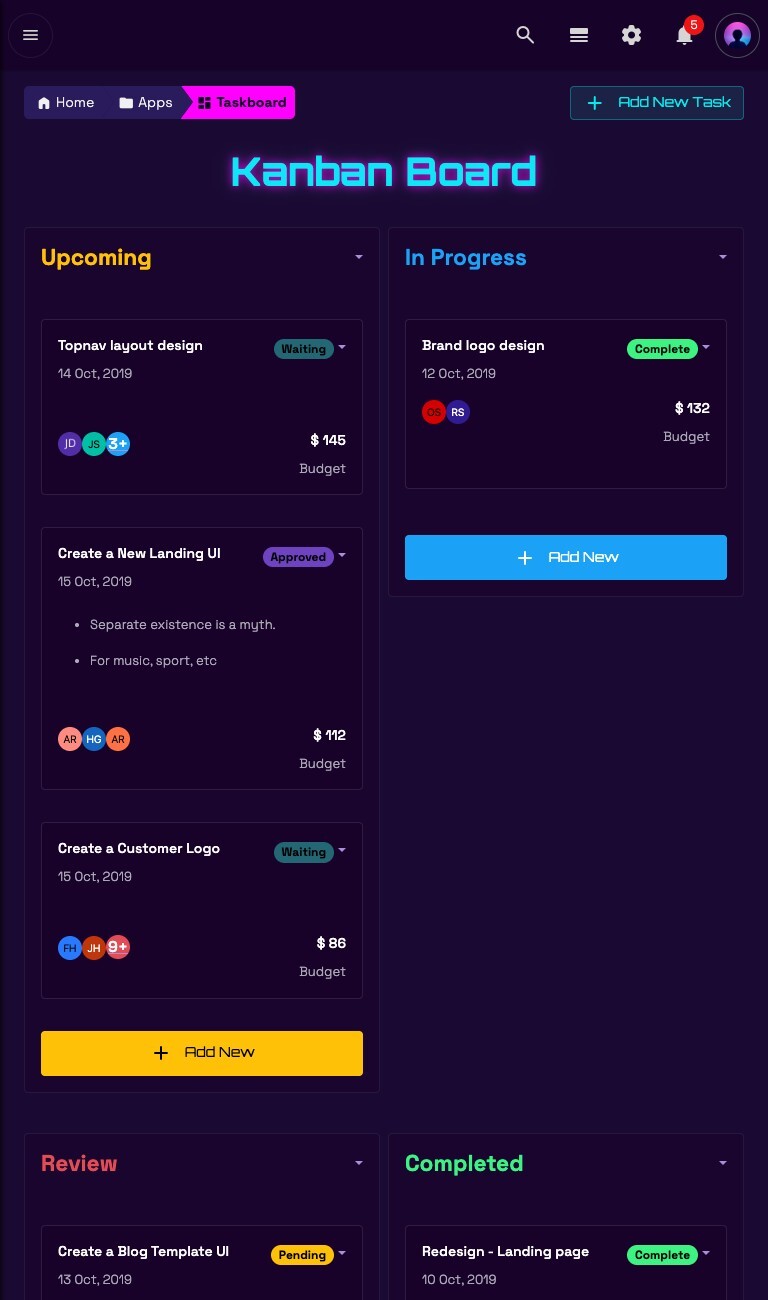 5
Home
Apps
Taskboard
Add New Task
Kanban Board
Upcoming
Topnav layout design
Waiting
14 Oct, 2019
JD
JS
3+
$ 145
Budget
Create a New Landing UI
Approved
15 Oct, 2019
• Separate existence is a myth.
• For music, sport, etc
AR
HG
AR
$ 112
Budget
Create a Customer Logo
Waiting
15 Oct, 2019
FH
JH
9+
$ 86
Budget
Add New
In Progress
Brand logo design
Complete
12 Oct, 2019
OS
RS
$ 132
Budget
Add New
Review
Create a Blog Template UI
Pending
13 Oct, 2019
Completed
Redesign - Landing page
Complete
10 Oct, 2019